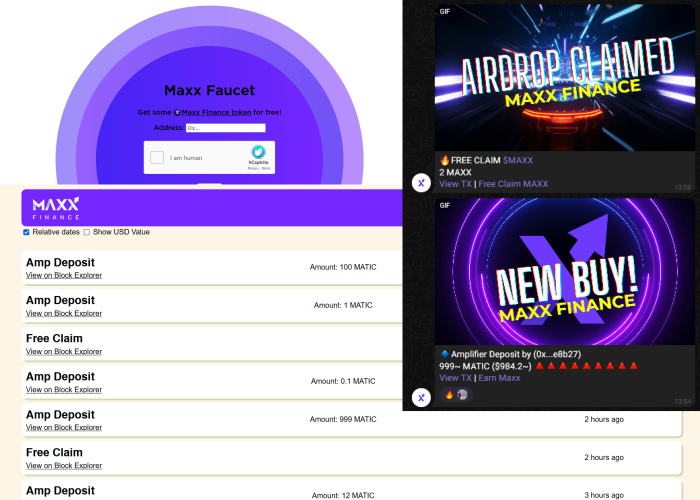 Maxx Faucet
Get some Maxx Finance token for free!
Address: 0x...
I am human
hCaptcha
Privacy - Terms
MAXX
FINANCE
Relative dates Show USD Value
Amp Deposit
View on Block Explorer
Amount: 100 MATIC
Amp Deposit
View on Block Explorer
Amount: 1 MATIC
Free Claim
View on Block Explorer
Amp Deposit
View on Block Explorer
Amount: 0.1 MATIC
Amp Deposit
View on Block Explorer
Amount: 999 MATIC
2 hours ago
Free Claim
View on Block Explorer
2 hours ago
Amp Deposit
Amount: 12 MATIC
3 hours ago
GIF
AIRDROP CLAIMED
MAXX FINANCE
🔥FREE CLAIM $MAXX
2 MAXX
View TX | Free Claim MAXX
13:08
GIF
NEW BUY!
MAXX FINANCE
🔹Amplifier Deposit by (0x...e8b27)
999~ MATIC ($984.2~) 🔺🔺🔺🔺🔺🔺🔺🔺🔺
View TX | Earn Maxx
13:54